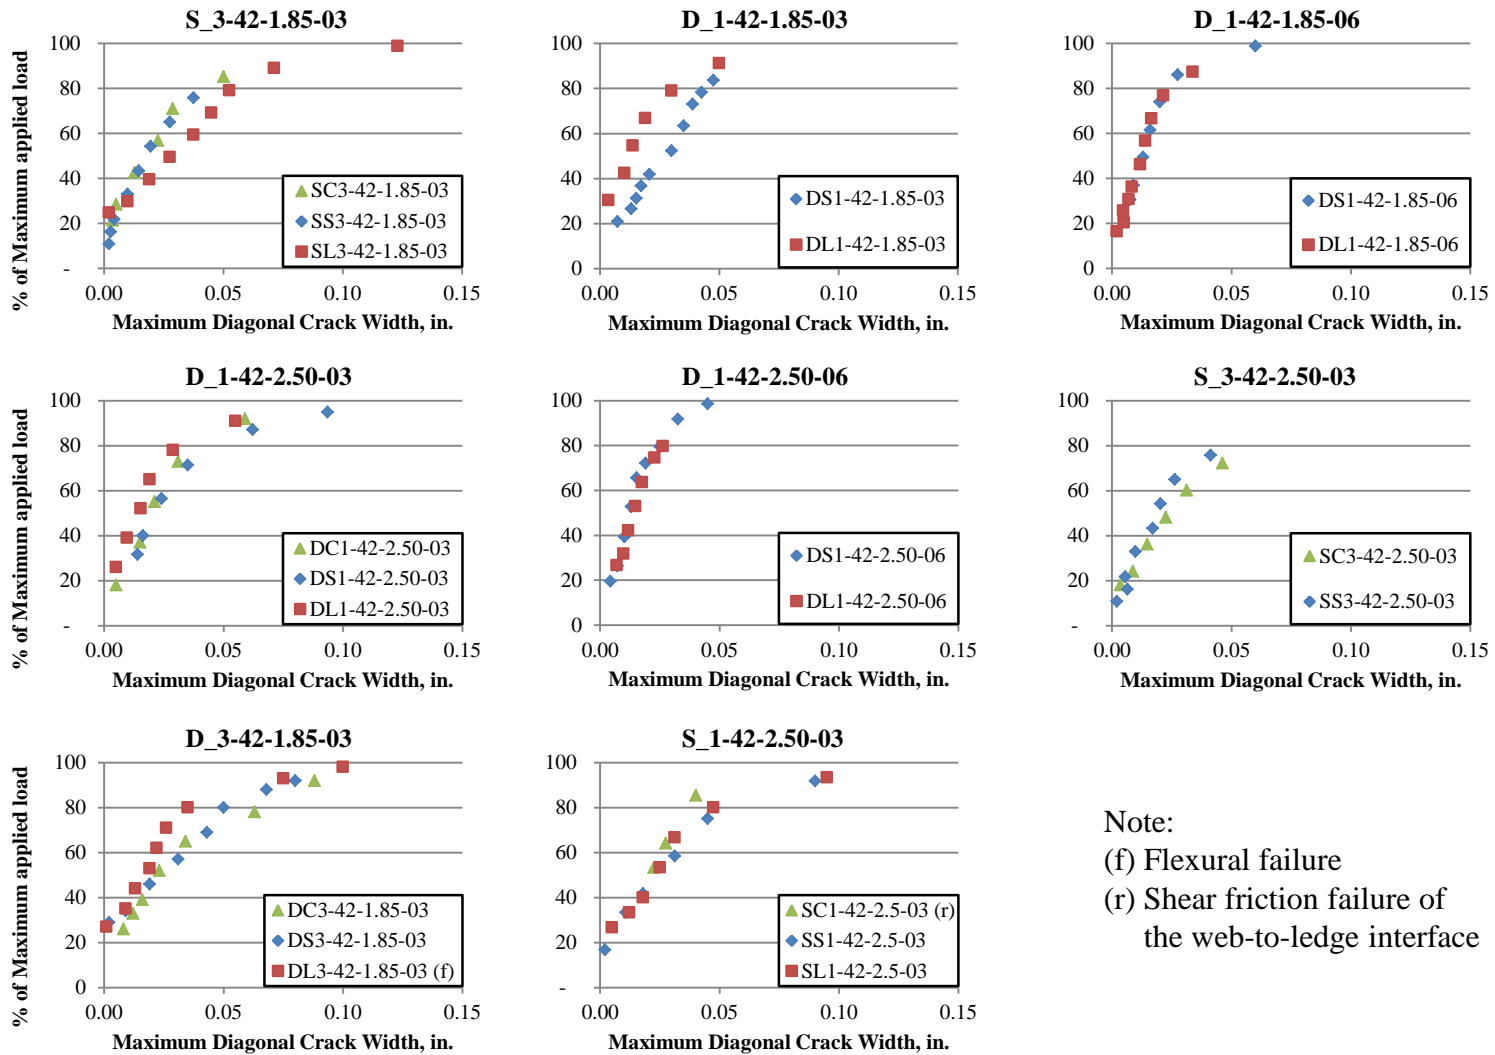 S_3-42-1.85-03
% of Maximum applied load
100
80
60
40
20
-
SC3-42-1.85-03
SS3-42-1.85-03
SL3-42-1.85-03
0.00 0.05 0.10 0.15
Maximum Diagonal Crack Width, in.
D_1-42-1.85-03
100
80
60
40
20
0
DS1-42-1.85-03
DL1-42-1.85-03
0.00 0.05 0.10 0.15
Maximum Diagonal Crack Width, in.
D_1-42-1.85-06
100
80
60
40
20
0
DS1-42-1.85-06
DL1-42-1.85-06
0.00 0.05 0.10 0.15
Maximum Diagonal Crack Width, in.
D_1-42-2.50-03
% of Maximum applied load
100
80
60
40
20
-
DC1-42-2.50-03
DS1-42-2.50-03
DL1-42-2.50-03
0.00 0.05 0.10 0.15
Maximum Diagonal Crack Width, in.
D_1-42-2.50-06
100
80
60
40
20
0
DS1-42-2.50-06
DL1-42-2.50-06
0.00 0.05 0.10 0.15
Maximum Diagonal Crack Width, in.
S_3-42-2.50-03
100
80
60
40
20
-
SC3-42-2.50-03
SS3-42-2.50-03
0.00 0.05 0.10 0.15
Maximum Diagonal Crack Width, in.
D_3-42-1.85-03
% of Maximum applied load
100
80
60
40
20
0
DC3-42-1.85-03
DS3-42-1.85-03
DL3-42-1.85-03 (f)
0.00 0.05 0.10 0.15
Maximum Diagonal Crack Width, in.
S_1-42-2.50-03
100
80
60
40
20
-
SC1-42-2.5-03 (r)
SS1-42-2.5-03
SL1-42-2.5-03
0.00 0.05 0.10 0.15
Maximum Diagonal Crack Width, in.
Note:
(f) Flexural failure
(r) Shear friction failure of
the web-to-ledge interface